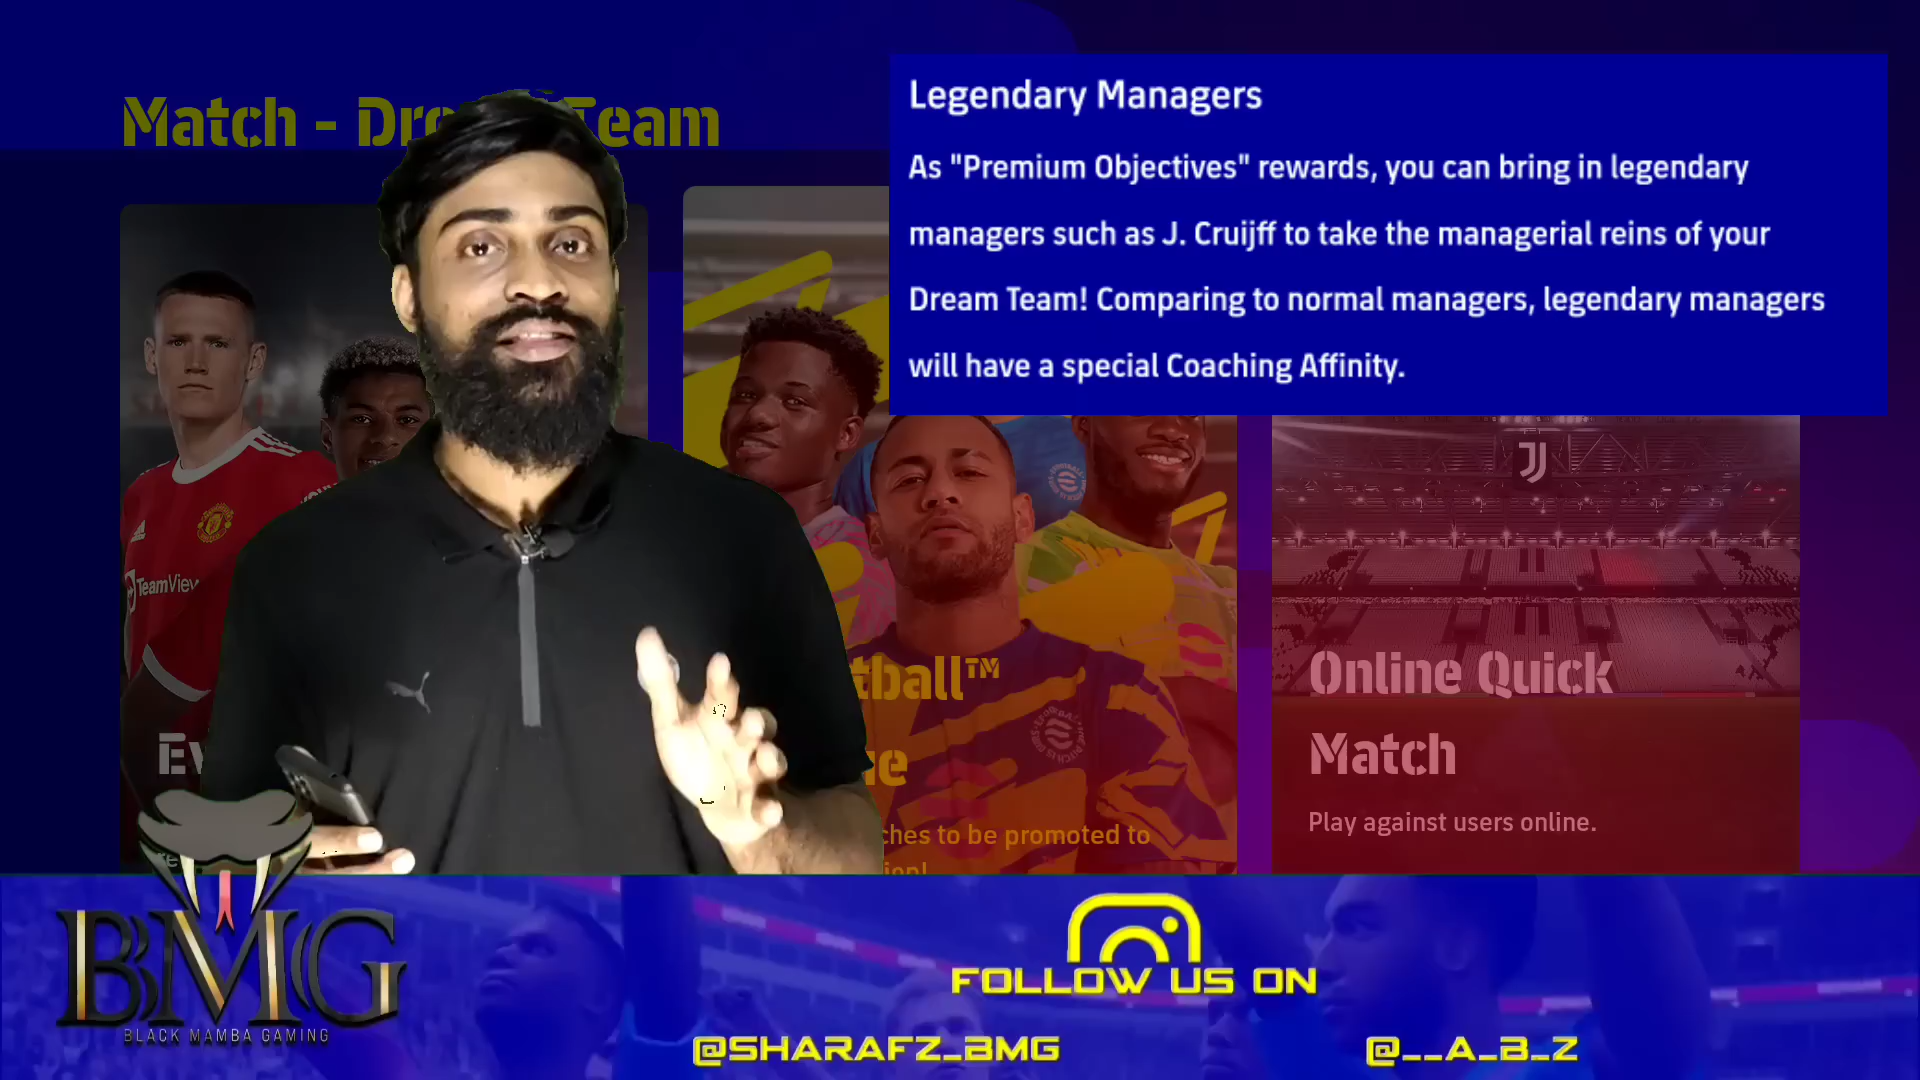 Match - Dream Team
Legendary Managers
As "Premium Objectives" rewards, you can bring in legendary
managers such as J. Cruijff to take the managerial reins of your
Dream Team! Comparing to normal managers, legendary managers
will have a special Coaching Affinity.
TeamView
tball™
Online Quick
Match
Play against users online.
Ev
ches to be promoted to
BMG
BLACK MAMBA GAMING
FOLLOW US ON
@SHARAFZ_BMG
@__A_B_Z